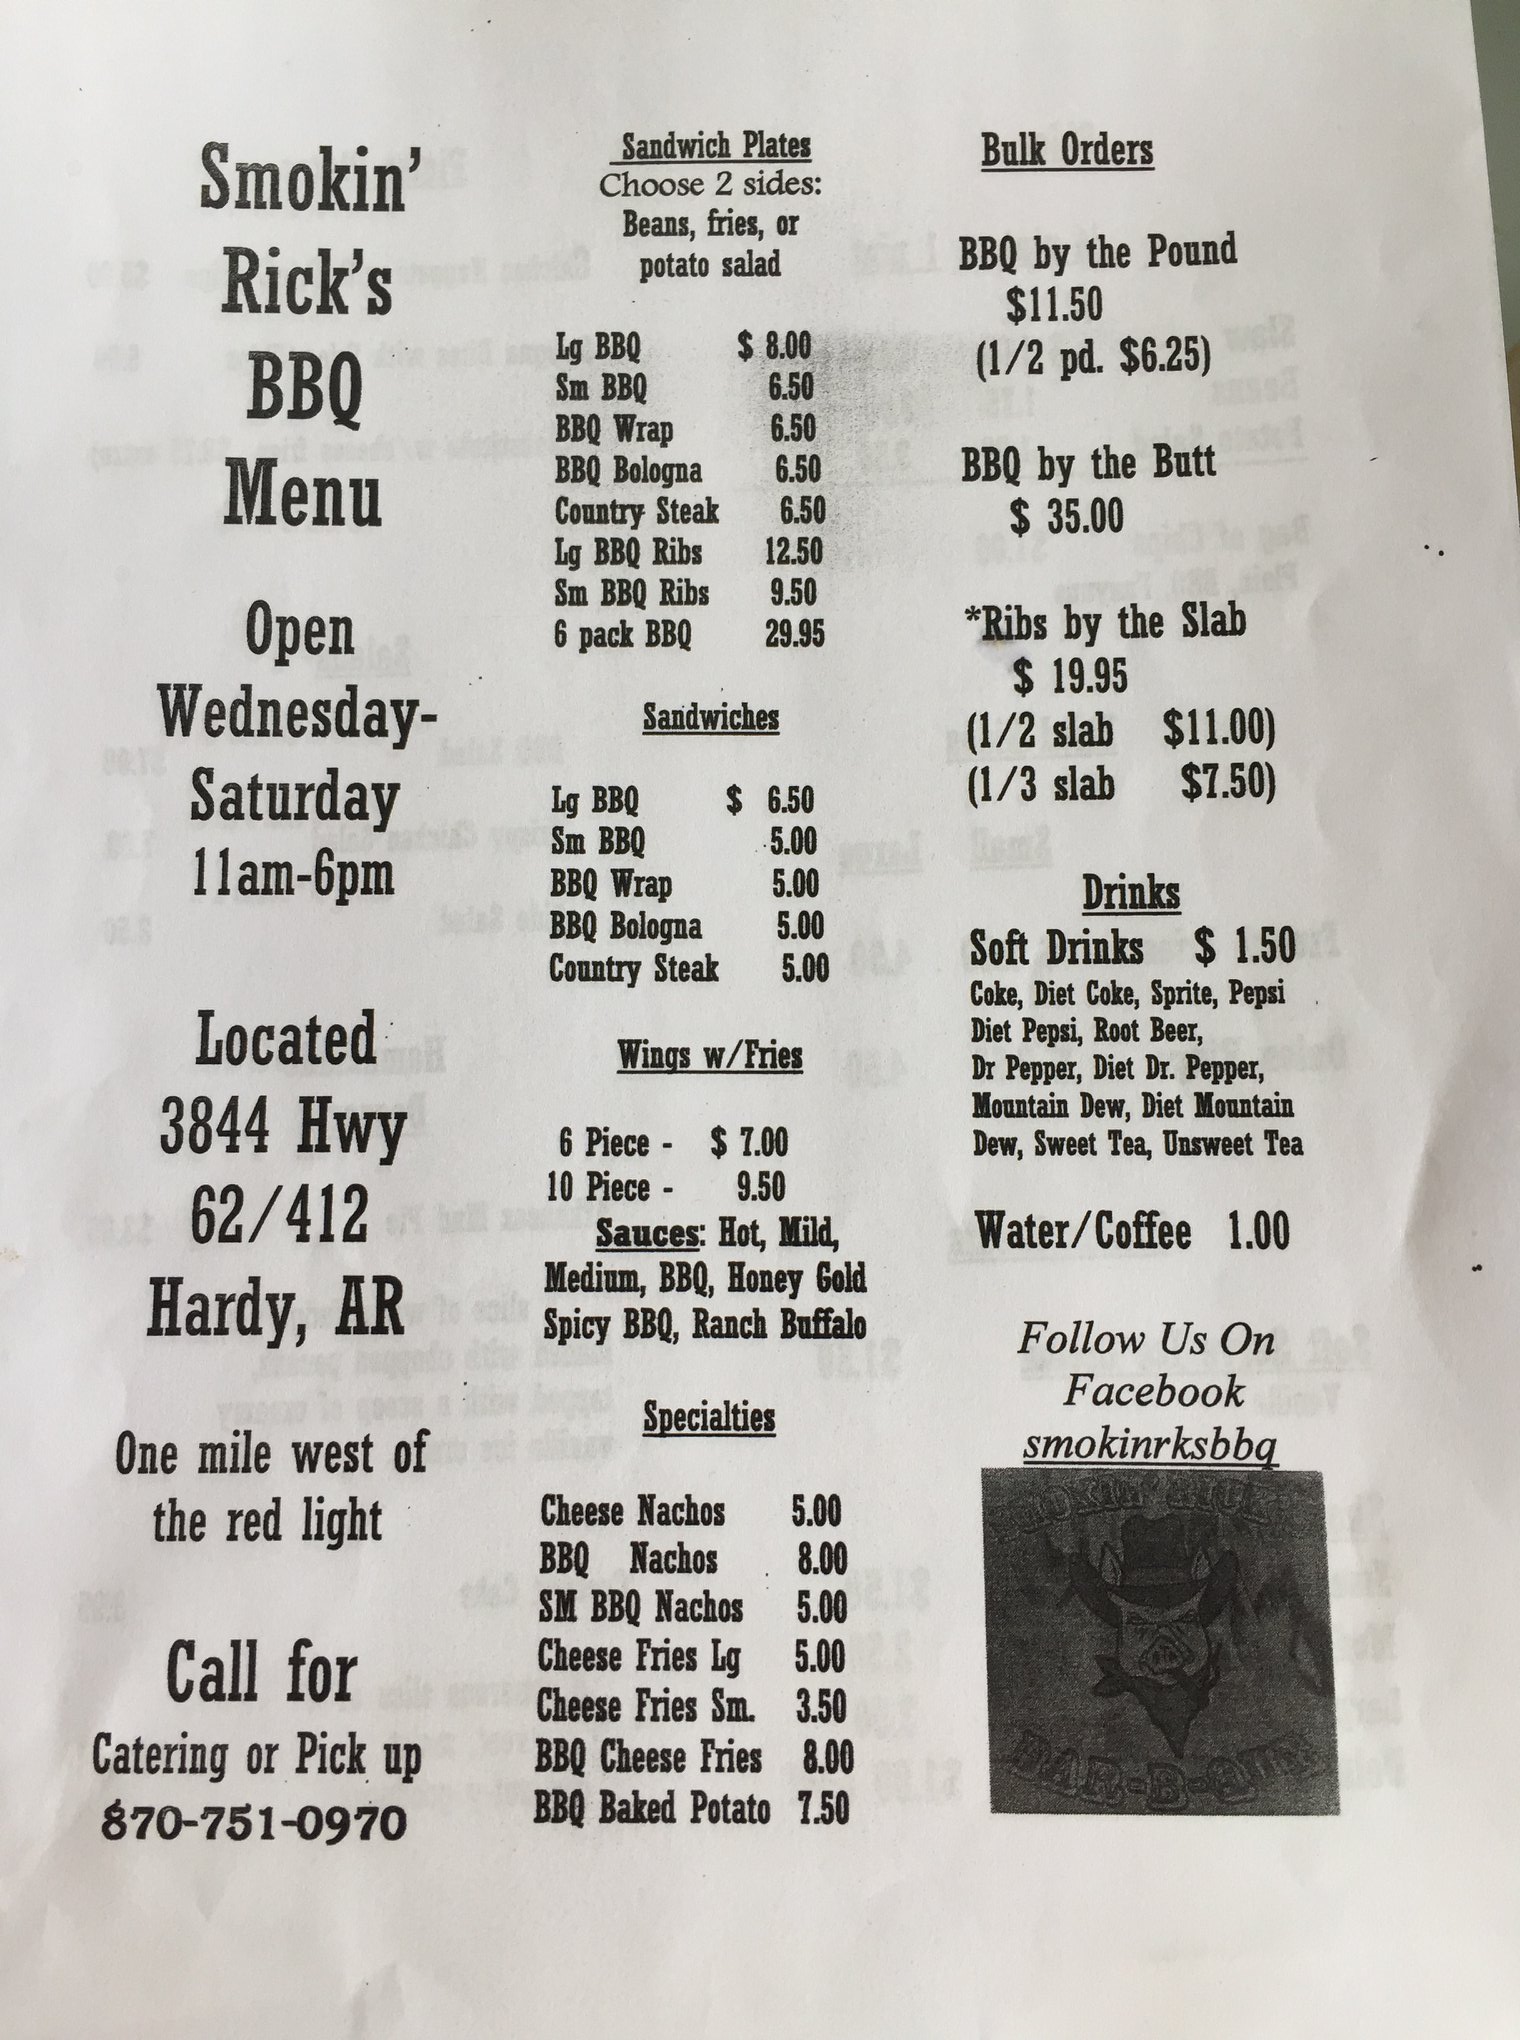 Smokin'
Rick's
BBQ
Menu
Open
Wednesday-
Saturday
11am-6pm
Located
3844 Hwy
62/412
Hardy, AR
One mile west of
the red light
Call for
Catering or Pick up
870-751-0970
Sandwich Plates
Choose 2 sides:
Beans, fries, or
potato salad
Lg BBQ $ 8.00
Sm BBQ 6.50
BBQ Wrap 6.50
BBQ Bologna 6.50
Country Steak 6.50
Lg BBQ Ribs 12.50
Sm BBQ Ribs 9.50
6 pack BBQ 29.95
Sandwiches
Lg BBQ $ 6.50
Sm BBQ 5.00
BBQ Wrap 5.00
BBQ Bologna 5.00
Country Steak 5.00
Wings w/Fries
6 Piece - $ 7.00
10 Piece - 9.50
Sauces: Hot, Mild,
Medium, BBQ, Honey Gold
Spicy BBQ, Ranch Buffalo
Specialties
Cheese Nachos 5.00
BBQ Nachos 8.00
SM BBQ Nachos 5.00
Cheese Fries Lg 5.00
Cheese Fries Sm. 3.50
BBQ Cheese Fries 8.00
BBQ Baked Potato 7.50
Bulk Orders
BBQ by the Pound
$11.50
(1/2 pd. $6.25)
BBQ by the Butt
$ 35.00
*Ribs by the Slab
$ 19.95
(1/2 slab $11.00)
(1/3 slab $7.50)
Drinks
Soft Drinks $ 1.50
Coke, Diet Coke, Sprite, Pepsi
Diet Pepsi, Root Beer,
Dr Pepper, Diet Dr. Pepper,
Mountain Dew, Diet Mountain
Dew, Sweet Tea, Unsweet Tea
Water/Coffee 1.00
Follow Us On
Facebook
smokinrksbbq
BAR-B-QUE